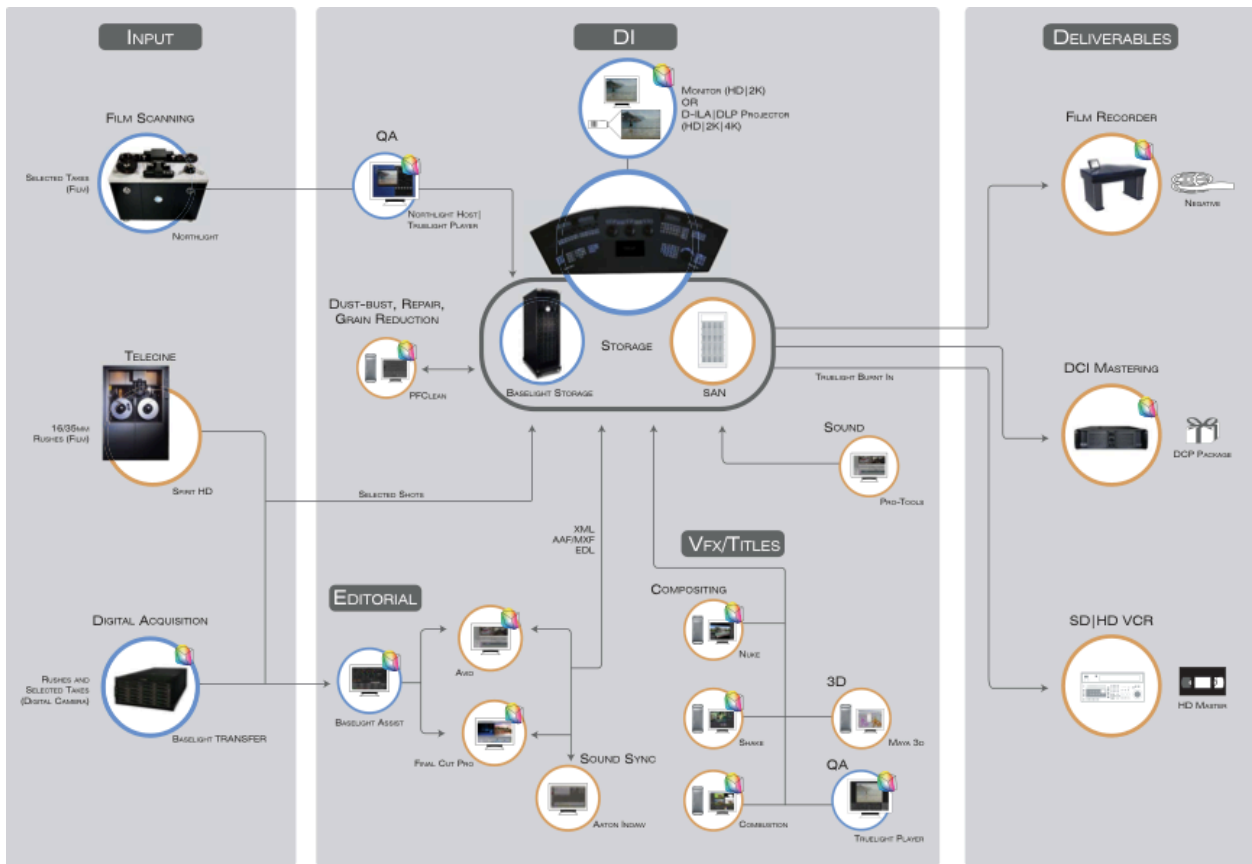 INPUT
FILM SCANNING
SELECTED TAKES
(FILM)
NORTHLIGHT
TELECINE
16/35MM
RUSHES (FILM)
SPIRIT HD
DIGITAL ACQUISITION
RUSHES AND
SELECTED TAKES
(DIGITAL CAMERA)
BASELIGHT TRANSFER
DI
MONITOR (HD|2K)
OR
D-ILA|DLP PROJECTOR
(HD|2K|4K)
QA
NORTHLIGHT HOST|
TRUELIGHT PLAYER
DUST-BUST, REPAIR,
GRAIN REDUCTION
PFCLEAN
STORAGE
BASELIGHT STORAGE
SAN
TRUELIGHT BURNT IN
SOUND
PRO-TOOLS
SELECTED SHOTS
XML
AAF/MXF
EDL
EDITORIAL
BASELIGHT ASSIST
AVID
FINAL CUT PRO
SOUND SYNC
AATON INDAW
VFX/TITLES
COMPOSITING
NUKE
SHAKE
COMBUSTION
3D
MAYA 3D
QA
TRUELIGHT PLAYER
DELIVERABLES
FILM RECORDER
NEGATIVE
DCI MASTERING
DCP PACKAGE
SD|HD VCR
HD MASTER